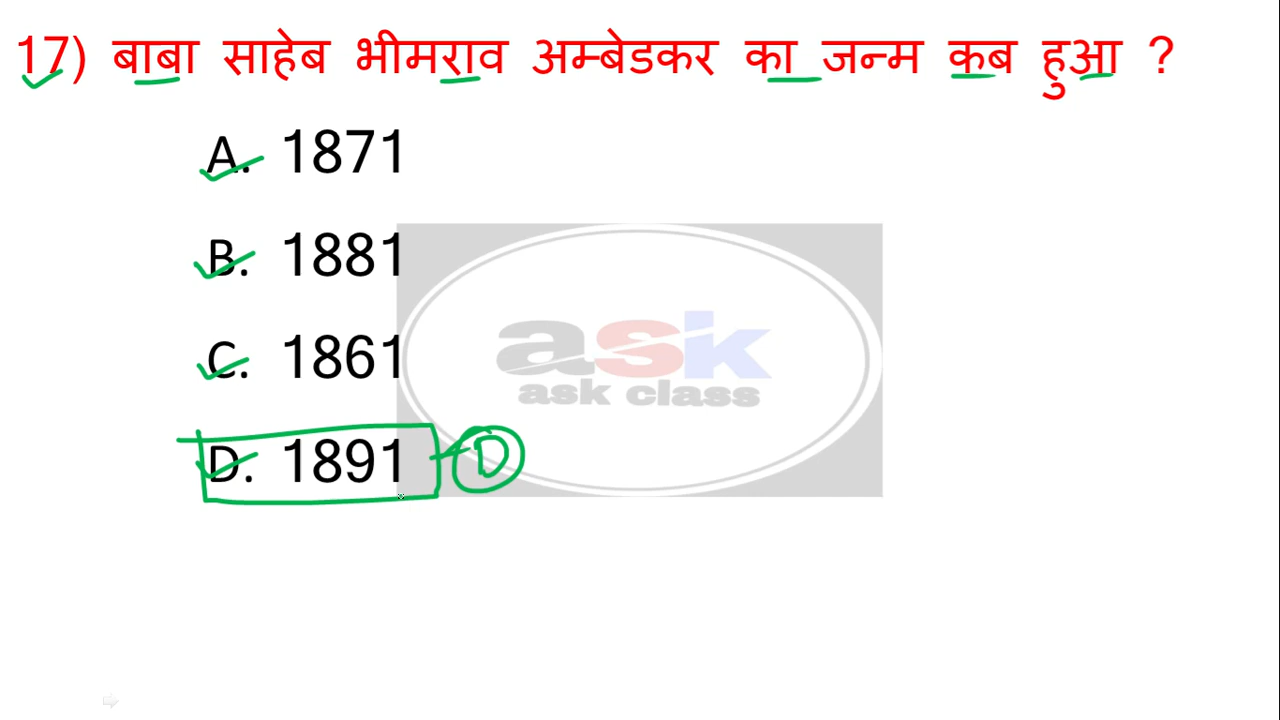 17) बाबा साहेब भीमराव अम्बेडकर का जन्म कब हुआ ?
A. 1871
B. 1881
C. 1861
D. 1891 D
ask
ask class